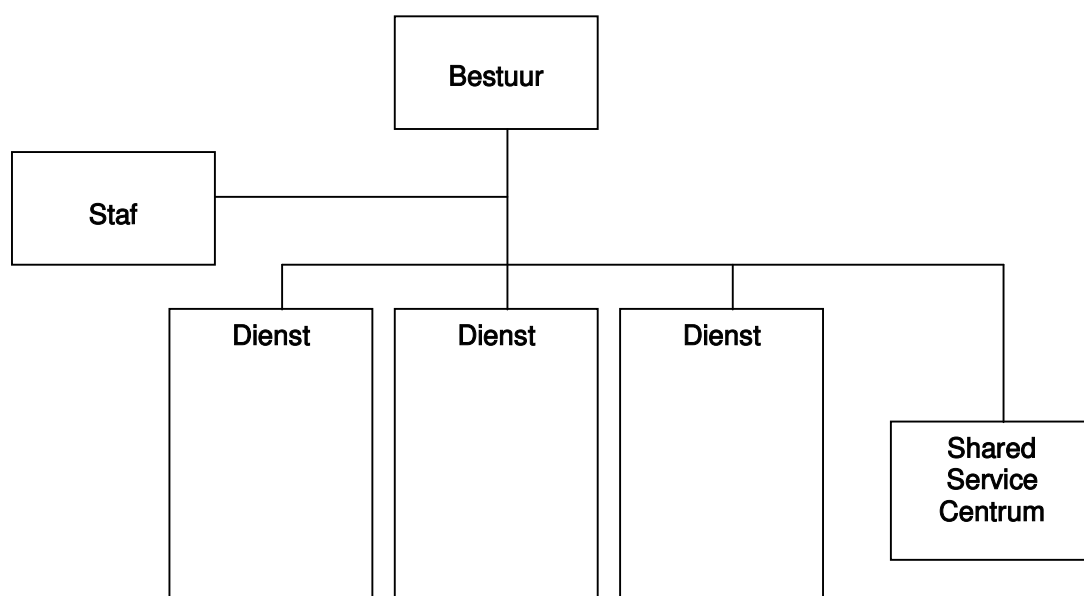 Bestuur
Staf
Dienst
Dienst
Dienst
Shared
Service
Centrum